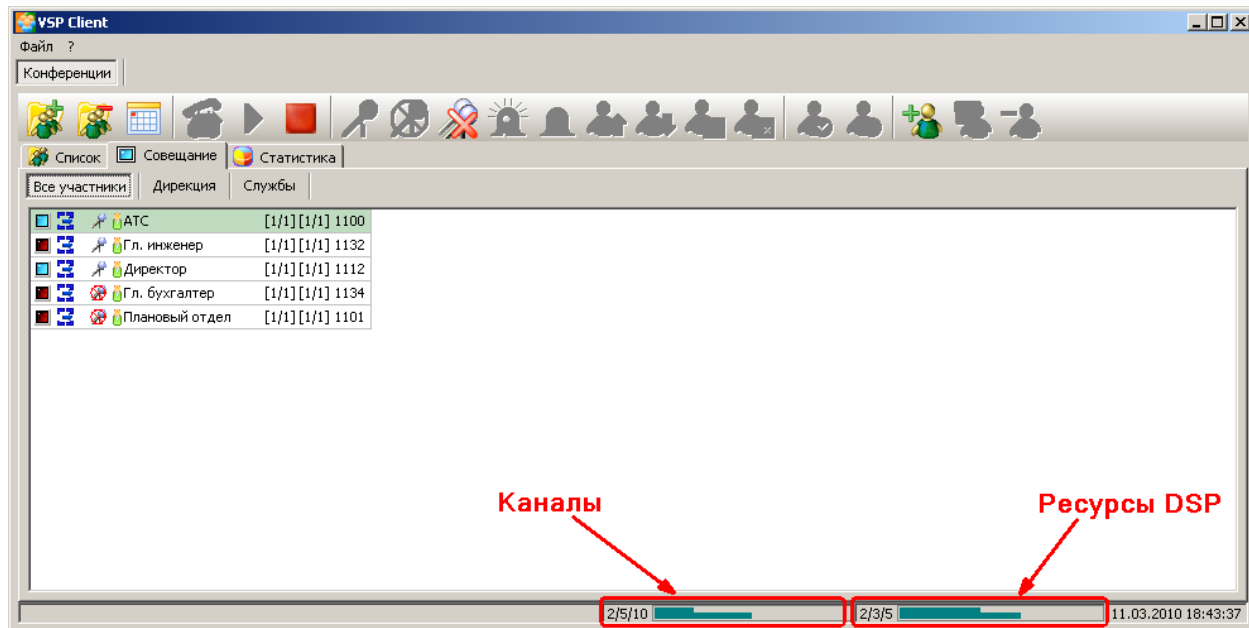 VSP Client
Файл ?
Конференции
Список Совещание Статистика
Все участники Дирекция Службы
АТС [1/1][1/1] 1100
Гл. инженер [1/1][1/1] 1132
Директор [1/1][1/1] 1112
Гл. бухгалтер [1/1][1/1] 1134
Плановый отдел [1/1][1/1] 1101
Каналы Ресурсы DSP
2/5/10 2/3/5 11.03.2010 18:43:37